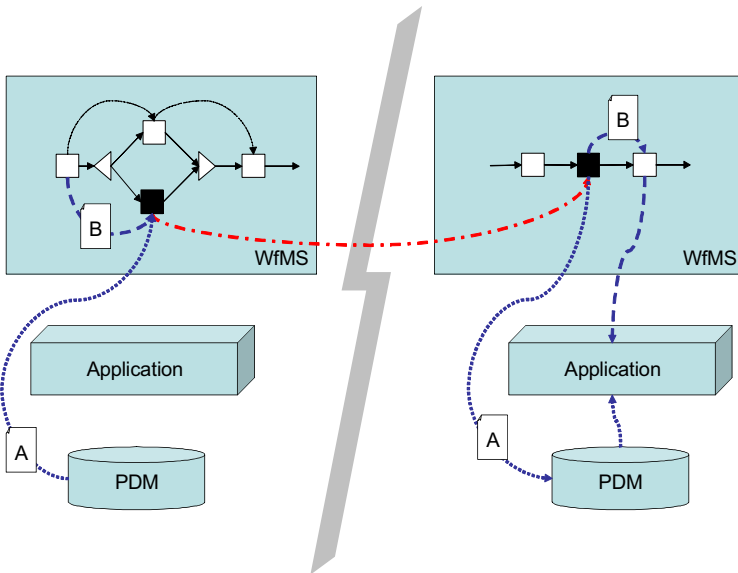 B
B
WfMS
WfMS
Application
Application
A
A
PDM
PDM